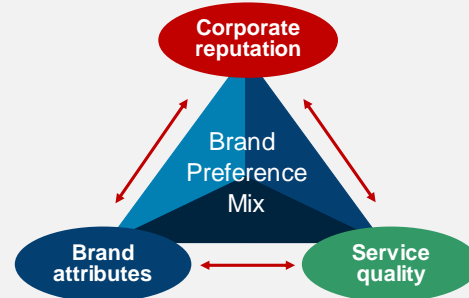 Corporate
reputation
Brand
Preference
Mix
Brand
attributes
Service
quality